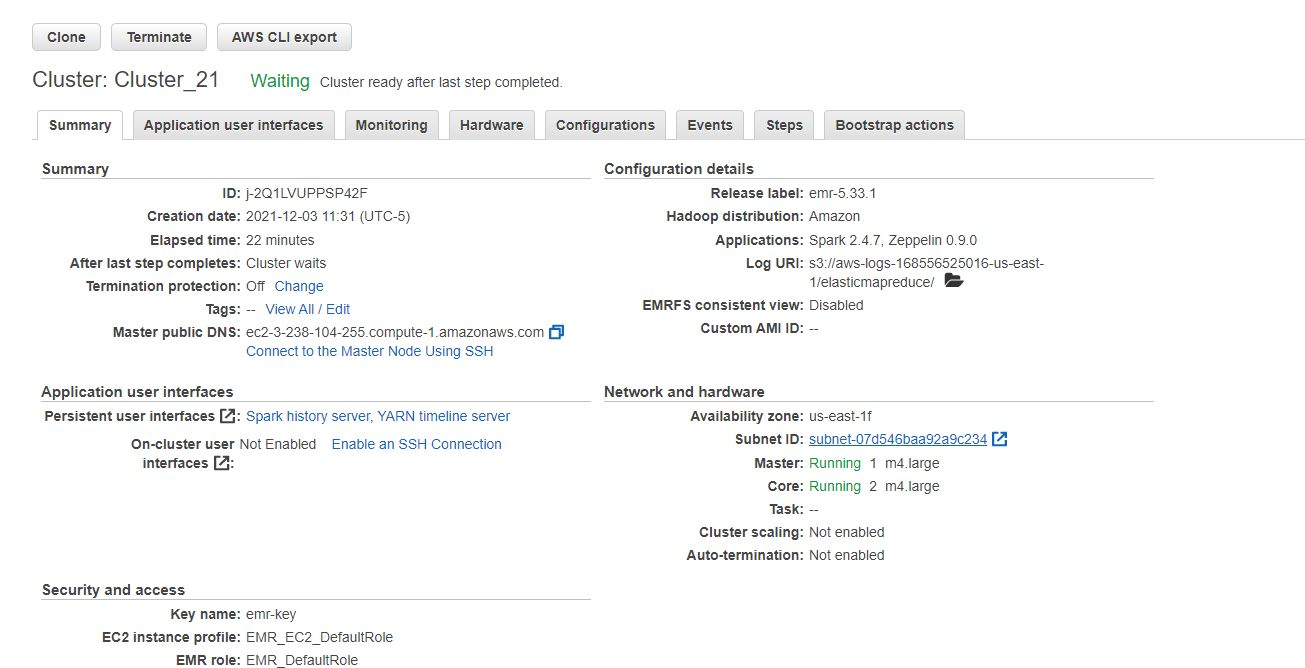 Clone Terminate AWS CLI export
Cluster: Cluster_21 Waiting Cluster ready after last step completed.
Summary Application user interfaces Monitoring Hardware Configurations Events Steps Bootstrap actions
Summary
ID: j-2Q1LVUPPSP42F
Creation date: 2021-12-03 11:31 (UTC-5)
Elapsed time: 22 minutes
After last step completes: Cluster waits
Termination protection: Off Change
Tags: -- View All / Edit
Master public DNS: ec2-3-238-104-255.compute-1.amazonaws.com
Connect to the Master Node Using SSH
Configuration details
Release label: emr-5.33.1
Hadoop distribution: Amazon
Applications: Spark 2.4.7, Zeppelin 0.9.0
Log URI: s3://aws-logs-168556525016-us-east-
1/elasticmapreduce/
EMRFS consistent view: Disabled
Custom AMI ID: --
Application user interfaces
Persistent user interfaces : Spark history server, YARN timeline server
On-cluster user Not Enabled Enable an SSH Connection
interfaces :
Network and hardware
Availability zone: us-east-1f
Subnet ID: subnet-07d546baa92a9c234
Master: Running 1 m4.large
Core: Running 2 m4.large
Task: --
Cluster scaling: Not enabled
Auto-termination: Not enabled
Security and access
Key name: emr-key
EC2 instance profile: EMR_EC2_DefaultRole
EMR role: EMR_DefaultRole